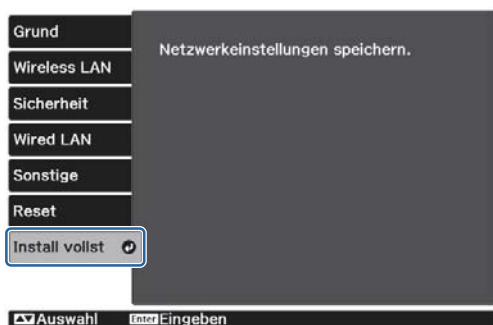 Grund
Wireless LAN
Sicherheit
Wired LAN
Sonstige
Reset
Install vollst
Netzwerkeinstellungen speichern.
Auswahl Enter Eingeben